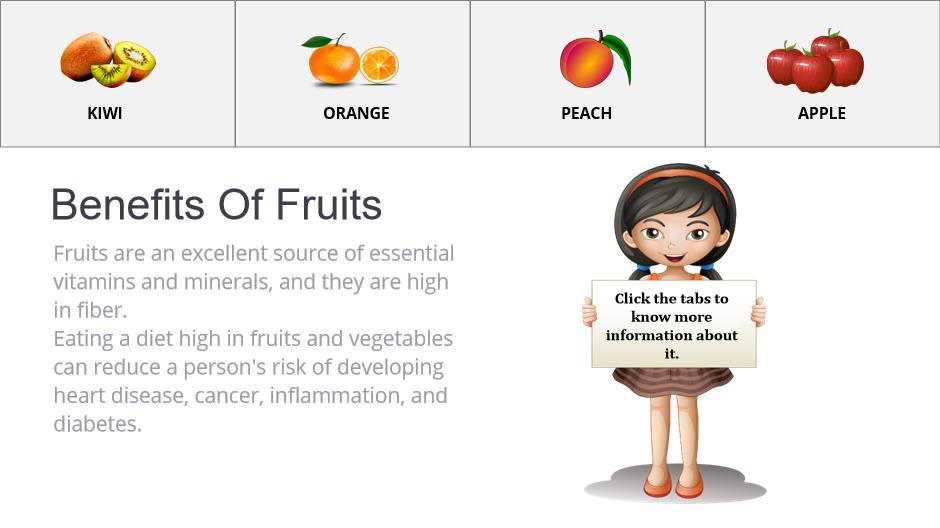 KIWI
ORANGE
PEACH
APPLE
Benefits Of Fruits
Fruits are an excellent source of essential
vitamins and minerals, and they are high
in fiber.
Eating a diet high in fruits and vegetables
can reduce a person's risk of developing
heart disease, cancer, inflammation, and
diabetes.
Click the tabs to
know more
information about
it.